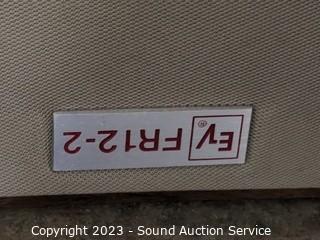 EV® FR12-2
Copyright 2023 - Sound Auction Service